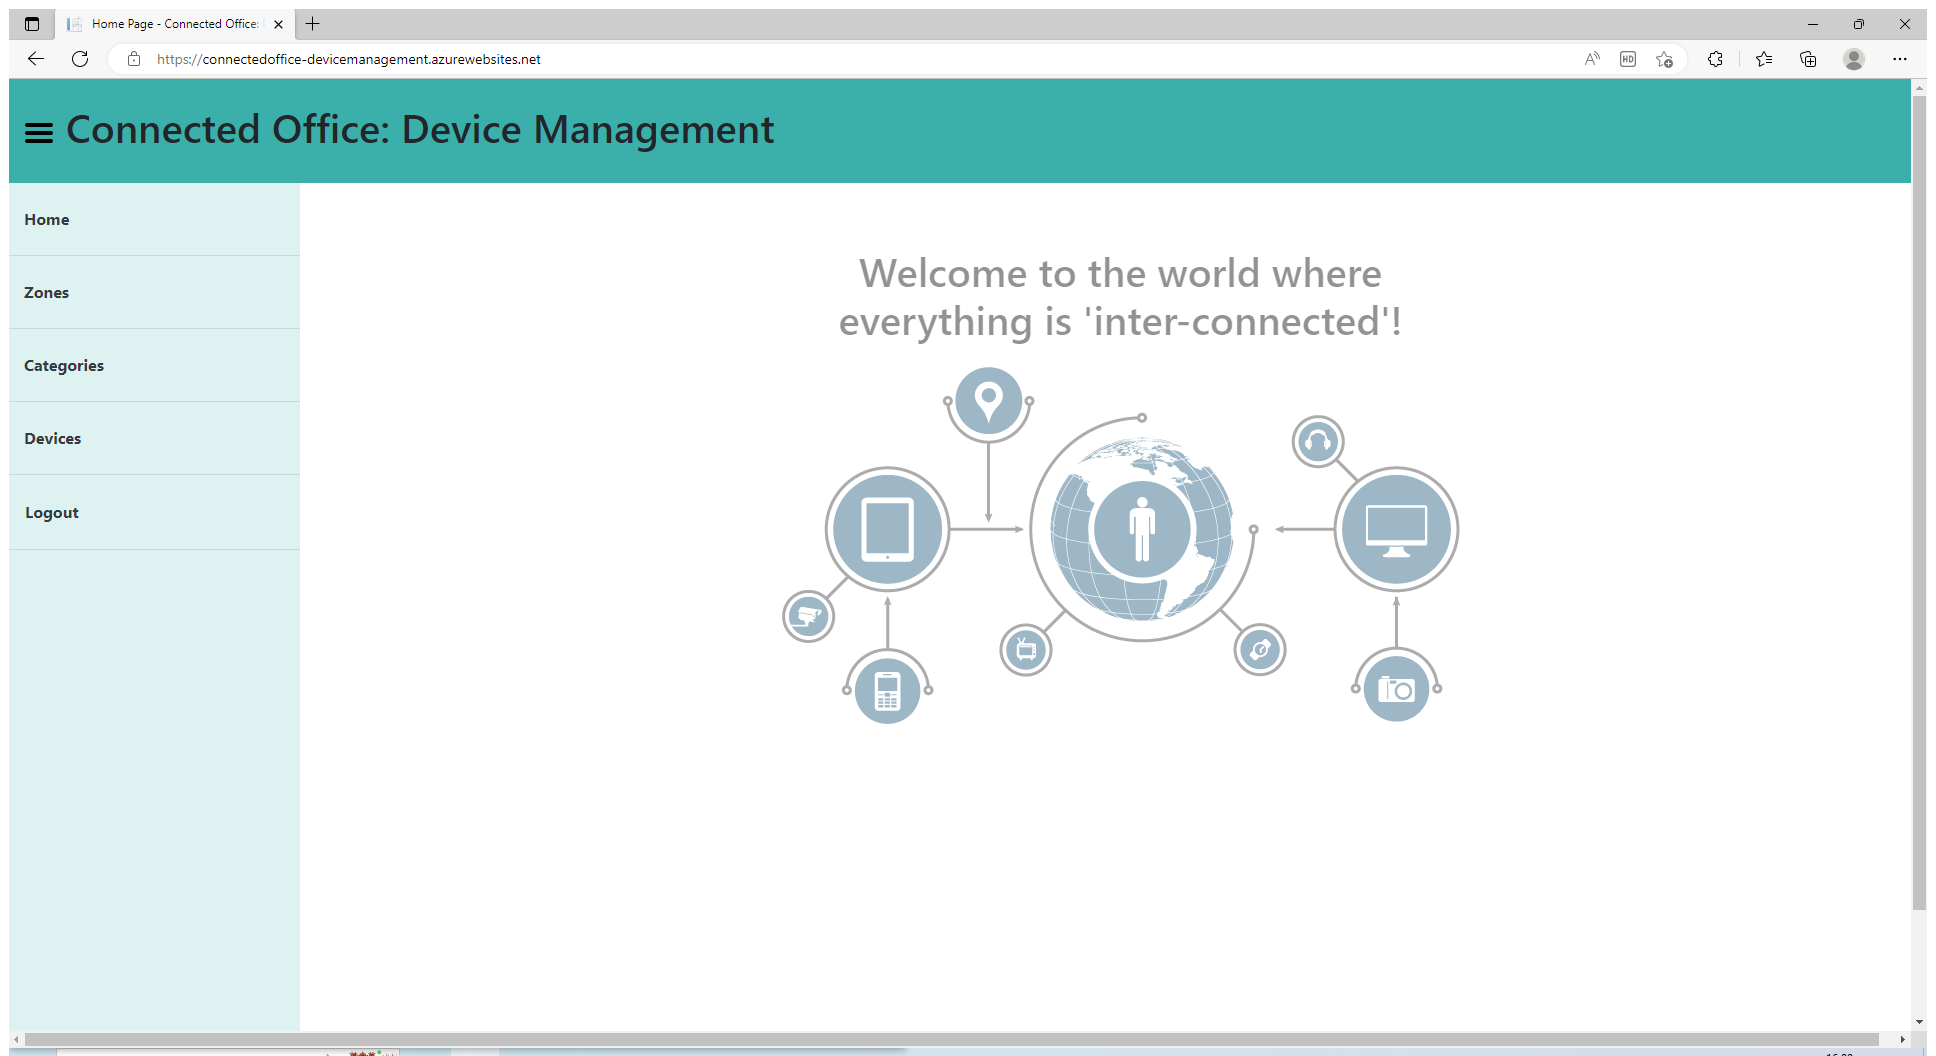 Home Page - Connected Office:
https://connectedoffice-devicemanagement.azurewebsites.net
A
HD
Connected Office: Device Management
Home
Zones
Categories
Devices
Logout
Welcome to the world where
everything is 'inter-connected'!